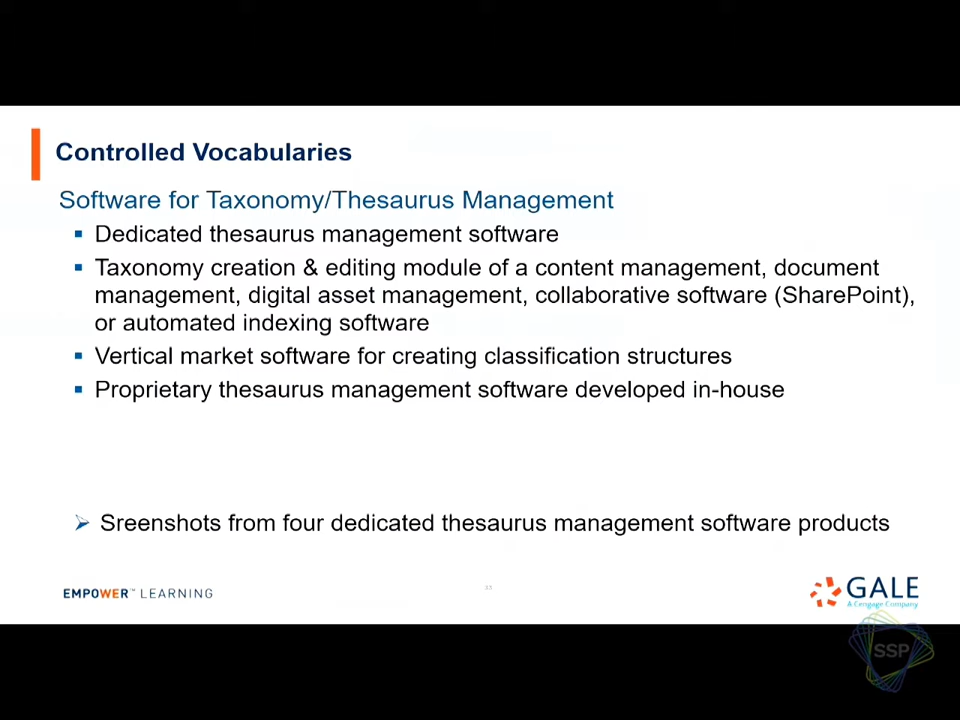 Controlled Vocabularies
Software for Taxonomy/Thesaurus Management
▪ Dedicated thesaurus management software
▪ Taxonomy creation & editing module of a content management, document
management, digital asset management, collaborative software (SharePoint),
or automated indexing software
▪ Vertical market software for creating classification structures
▪ Proprietary thesaurus management software developed in-house
➢ Sreenshots from four dedicated thesaurus management software products
EMPOWER™ LEARNING
GALE
A Cengage Company
SSP